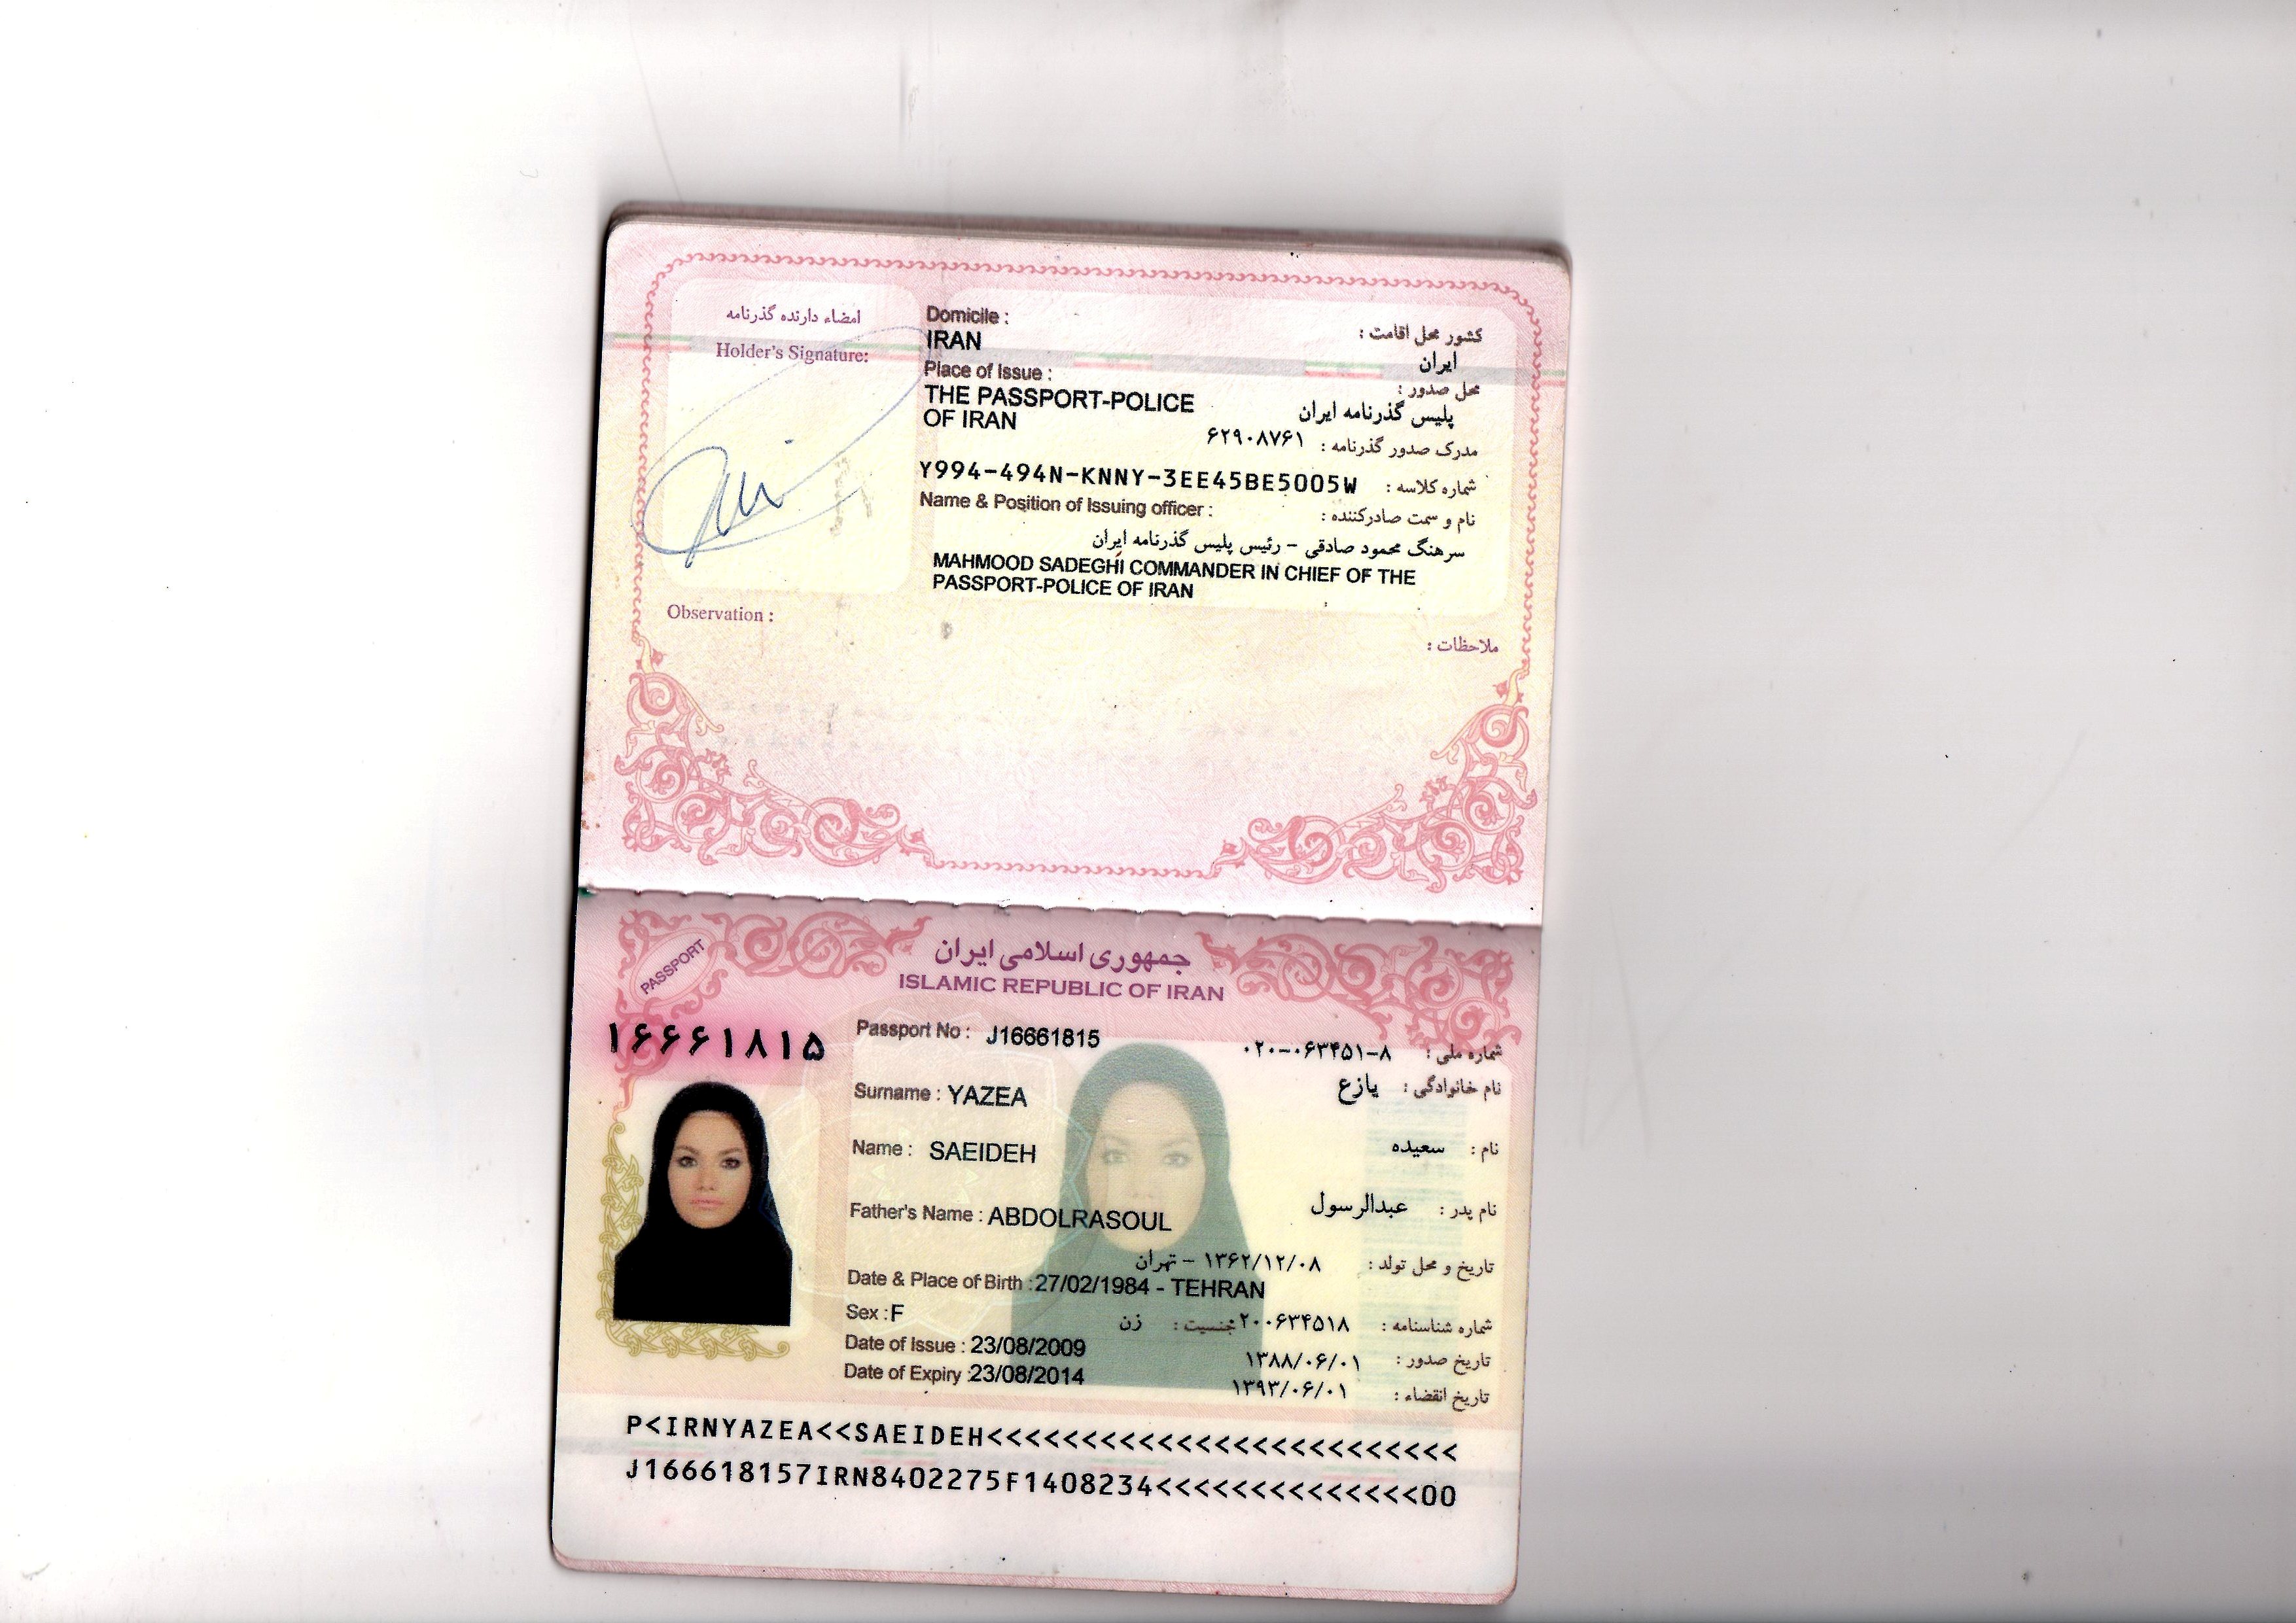 امضاء دارنده گذرنامه
Holder's Signature:
Domicile : کشور محل اقامت :
IRAN ایران
Place of Issue : محل صدور :
THE PASSPORT-POLICE
OF IRAN پلیس گذرنامه ایران
مدرک صدور گذرنامه : ۶۲۹۰۸۷۶۱
Y994-494N-KNNY-3EE45BE5005W شماره کلاسه :
Name & Position of Issuing officer : نام و سمت صادرکننده :
سرهنگ محمود صادقی - رئیس پلیس گذرنامه ایران
MAHMOOD SADEGHI COMMANDER IN CHIEF OF THE
PASSPORT-POLICE OF IRAN
Observation : ملاحظات :
PASSPORT
جمهوری اسلامی ایران
ISLAMIC REPUBLIC OF IRAN
۱۶۶۶۱۸۱۵
Passport No : J16661815
شماره ملی : ۰۲۰-۰۶۳۴۵۱-۸
Surname : YAZEA
نام خانوادگی : یازع
Name : SAEIDEH
نام : سعیده
Father's Name : ABDOLRASOUL
نام پدر : عبدالرسول
تاریخ و محل تولد : ۱۳۶۲/۱۲/۰۸ - تهران
Date & Place of Birth : 27/02/1984 - TEHRAN
Sex : F
شماره شناسنامه : ۲۰۰۶۳۴۵۱۸ جنسیت : زن
Date of Issue : 23/08/2009
تاریخ صدور : ۱۳۸۸/۰۶/۰۱
Date of Expiry : 23/08/2014
تاریخ انقضاء : ۱۳۹۳/۰۶/۰۱
P<IRNYAZEA<<SAEIDEH<<<<<<<<<<<<<<<<<<<<<<<<<
J166618157IRN8402275F1408234<<<<<<<<<<<<<<00